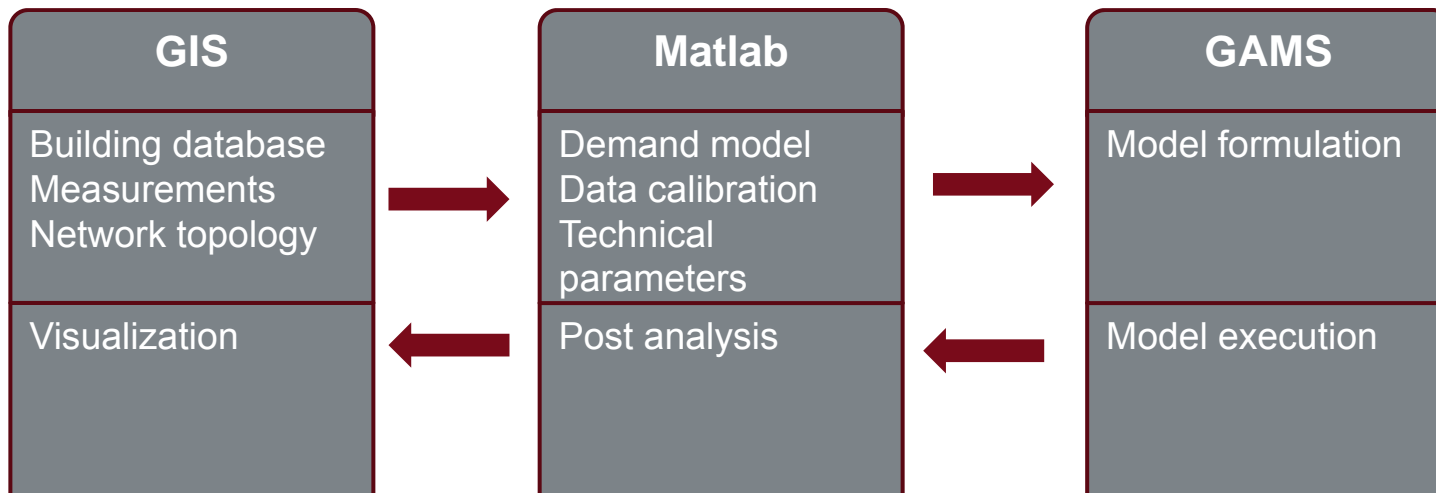 GIS
Building database
Measurements
Network topology
Visualization
Matlab
Demand model
Data calibration
Technical
parameters
Post analysis
GAMS
Model formulation
Model execution